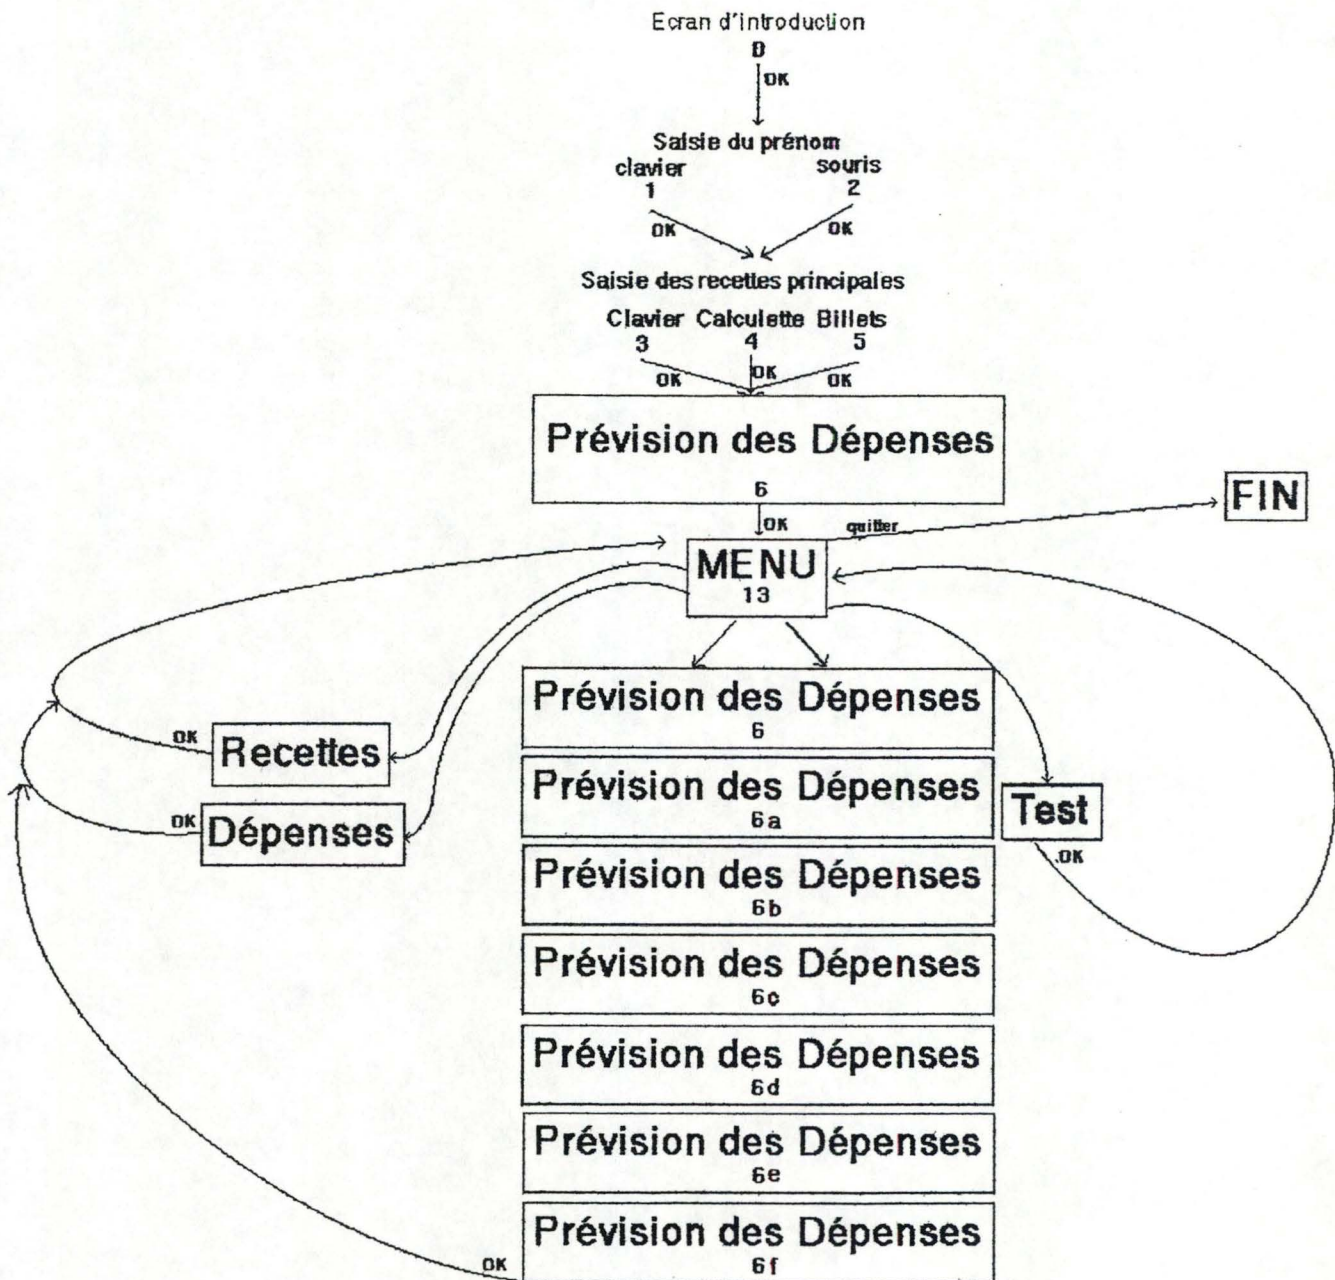 Ecran d'introduction
0
OK
Saisie du prénom
clavier souris
1 2
OK OK
Saisie des recettes principales
Clavier Calculette Billets
3 4 5
OK OK OK
Prévision des Dépenses
6
OK quitter
FIN
MENU
13
Prévision des Dépenses
6
OK Recettes
Prévision des Dépenses
6a
Test
OK Dépenses
OK
Prévision des Dépenses
6b
Prévision des Dépenses
6c
Prévision des Dépenses
6d
Prévision des Dépenses
6e
Prévision des Dépenses
6f
OK